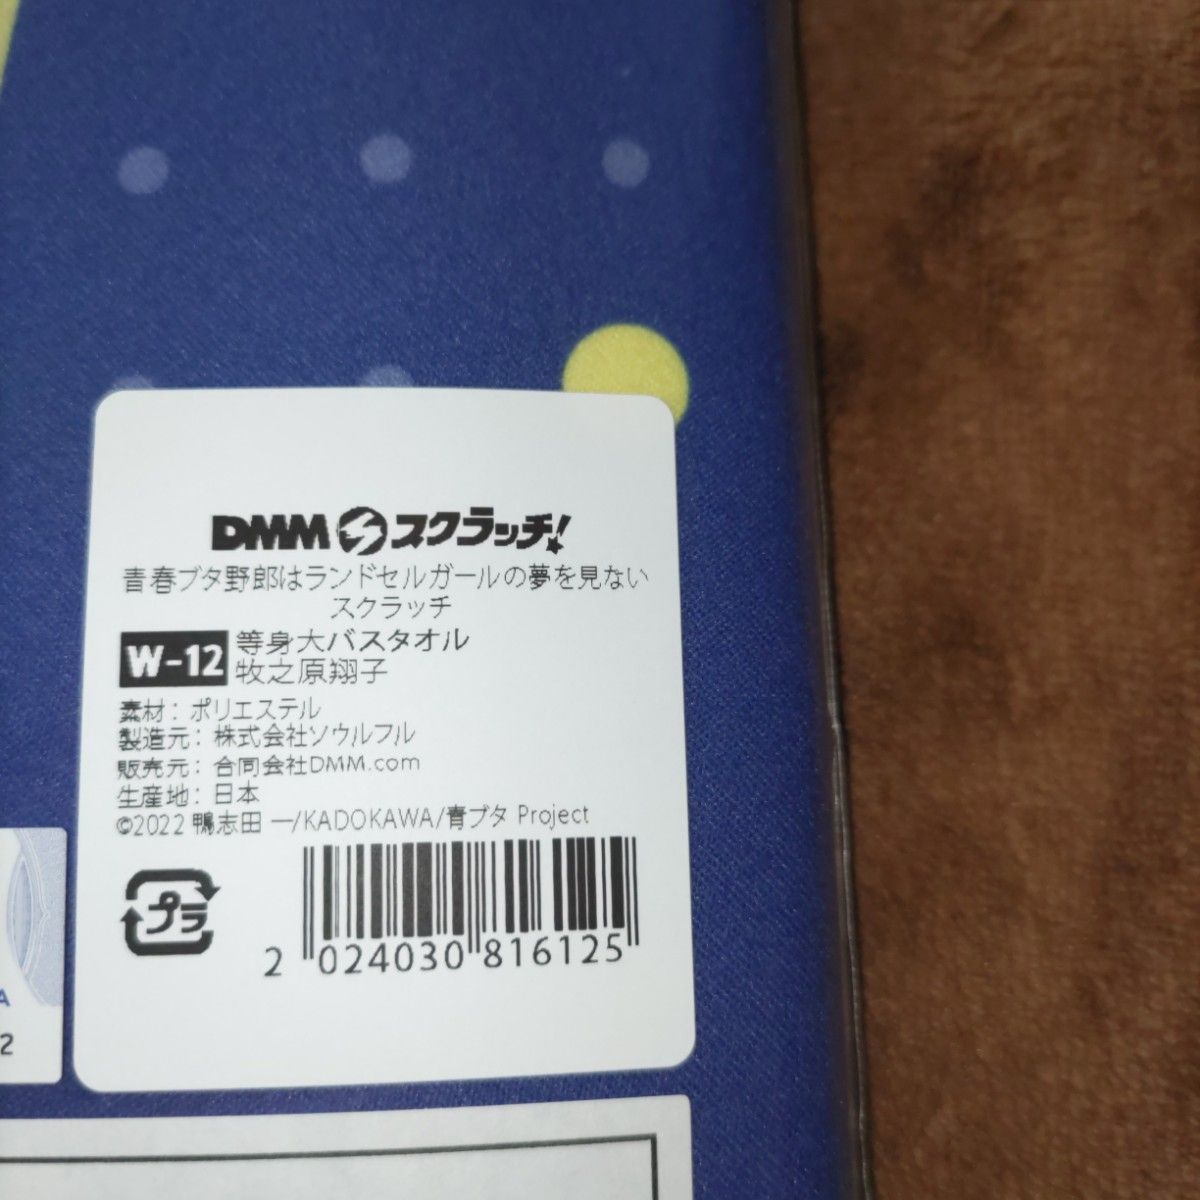 DMMスクラッチ!
青春ブタ野郎はランドセルガールの夢を見ない
スクラッチ
W-12 等身大バスタオル
牧之原翔子
素材：ポリエステル
製造元：株式会社ソウルフル
販売元：合同会社DMM.com
生産地：日本
©2022 鴨志田 一/KADOKAWA/青ブタ Project
プラ
2 024030 816125
A
2